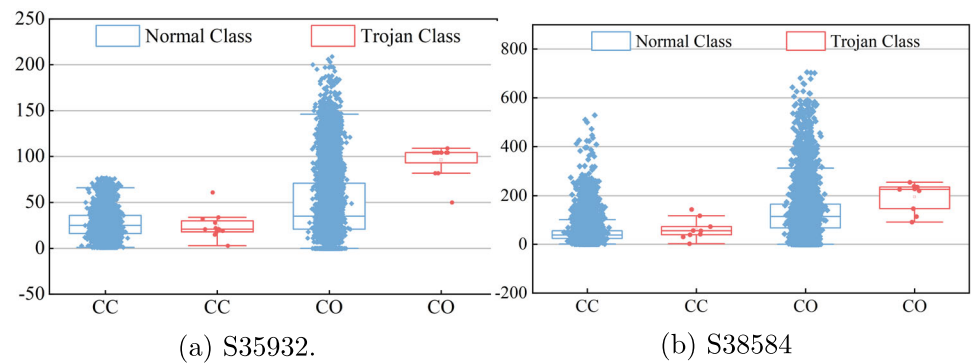 250
200
150
100
50
0
-50
Normal Class Trojan Class
CC CC CO CO
(a) S35932.
800
600
400
200
0
-200
Normal Class Trojan Class
CC CC CO CO
(b) S38584